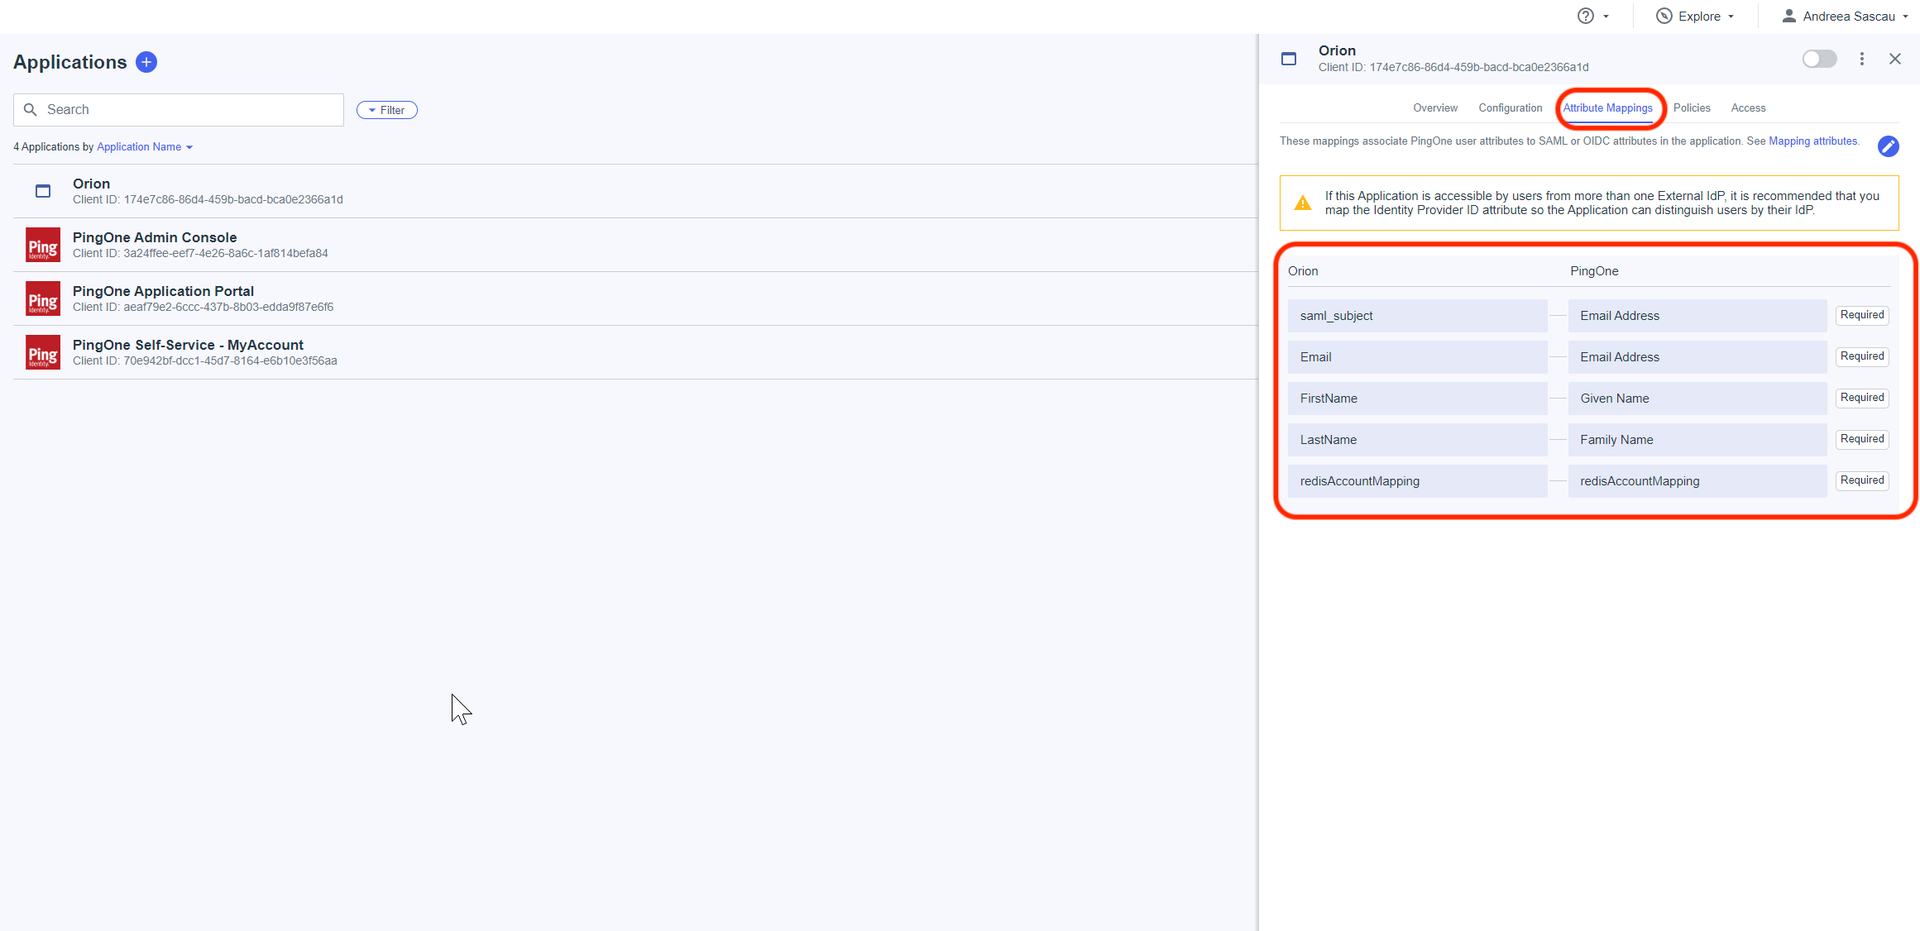 Explore
Andreea Sascau
Applications
Search
Filter
4 Applications by Application Name
Orion
Client ID: 174e7c86-86d4-459b-bacd-bca0e2366a1d
Ping
Identity.
PingOne Admin Console
Client ID: 3a24ffee-eef7-4e26-8a6c-1af814befa84
Ping
Identity.
PingOne Application Portal
Client ID: aeaf79e2-6ccc-437b-8b03-edda9f87e6f6
Ping
Identity.
PingOne Self-Service - MyAccount
Client ID: 70e942bf-dcc1-45d7-8164-e6b10e3f56aa
Orion
Client ID: 174e7c86-86d4-459b-bacd-bca0e2366a1d
Overview Configuration Attribute Mappings Policies Access
These mappings associate PingOne user attributes to SAML or OIDC attributes in the application. See Mapping attributes.
If this Application is accessible by users from more than one External IdP, it is recommended that you
map the Identity Provider ID attribute so the Application can distinguish users by their IdP.
Orion PingOne
saml_subject Email Address Required
Email Email Address Required
FirstName Given Name Required
LastName Family Name Required
redisAccountMapping redisAccountMapping Required